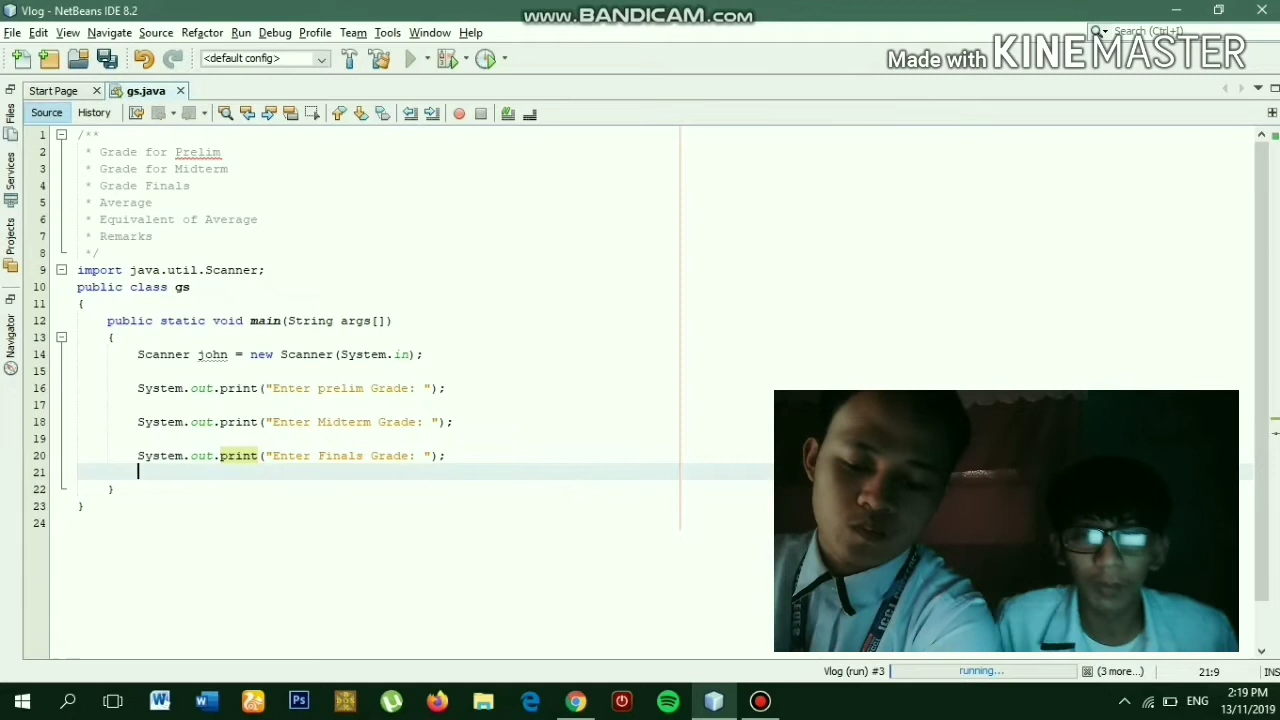 Vlog - NetBeans IDE 8.2
www.BANDICAM.com
File Edit View Navigate Source Refactor Run Debug Profile Team Tools Window Help
Search (Ctrl+I)
Made with KINEMASTER
<default config>
Start Page
gs.java
Source History
Files
Services
Projects
Navigator
1 /**
2 * Grade for Prelim
3 * Grade for Midterm
4 * Grade Finals
5 * Average
6 * Equivalent of Average
7 * Remarks
8 */
9 import java.util.Scanner;
10 public class gs
11 {
12 public static void main(String args[])
13 {
14 Scanner john = new Scanner(System.in);
15
16 System.out.print("Enter prelim Grade: ");
17
18 System.out.print("Enter Midterm Grade: ");
19
20 System.out.print("Enter Finals Grade: ");
21
22 }
23 }
24
Vlog (run) #3 running... (3 more...) 21:9 INS
ENG
2:19 PM
13/11/2019